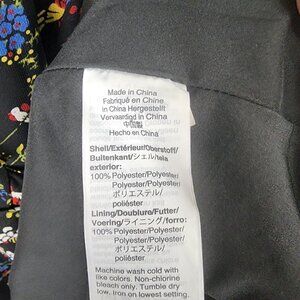 Made in China
Fabriqué en Chine
in China Hergestellt
Vervaardigd in China
中国製
Hecho en China
Shell/Extérieur/Oberstoff/
Buitenkant/シェル/tela
exterior:
100% Polyester/Polyester/
Polyester/Polyester/
ポリエステル/
poliéster
Lining/Doublure/Futter/
Voering/ライニング/forro:
100% Polyester/Polyester/
Polyester/Polyester/
ポリエステル/
poliéster
Machine wash cold with
like colors. Non-chlorine
bleach only. Tumble dry
low. Iron on lowest setting.